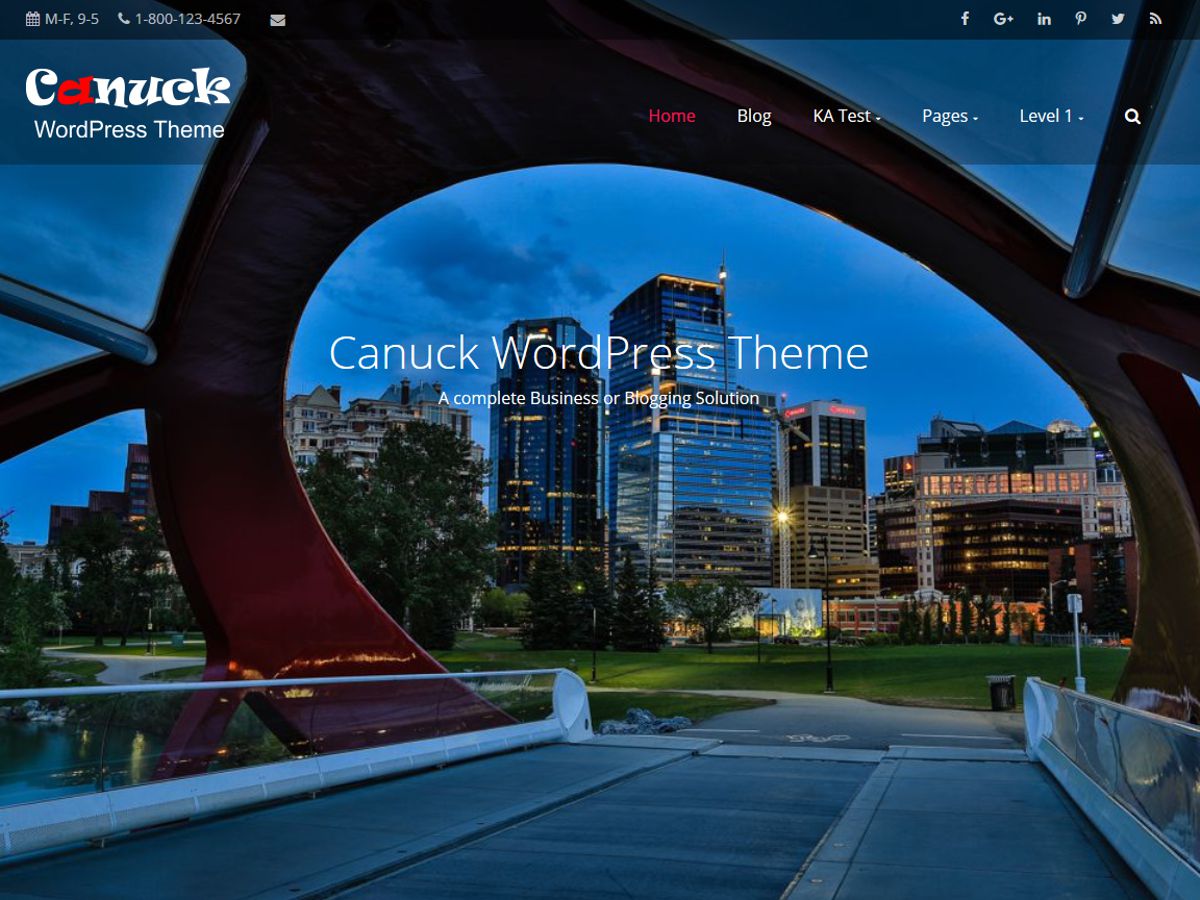 M-F, 9-5 1-800-123-4567
Canuck
WordPress Theme
Home Blog KA Test Pages Level 1
Canuck WordPress Theme
A complete Business or Blogging Solution